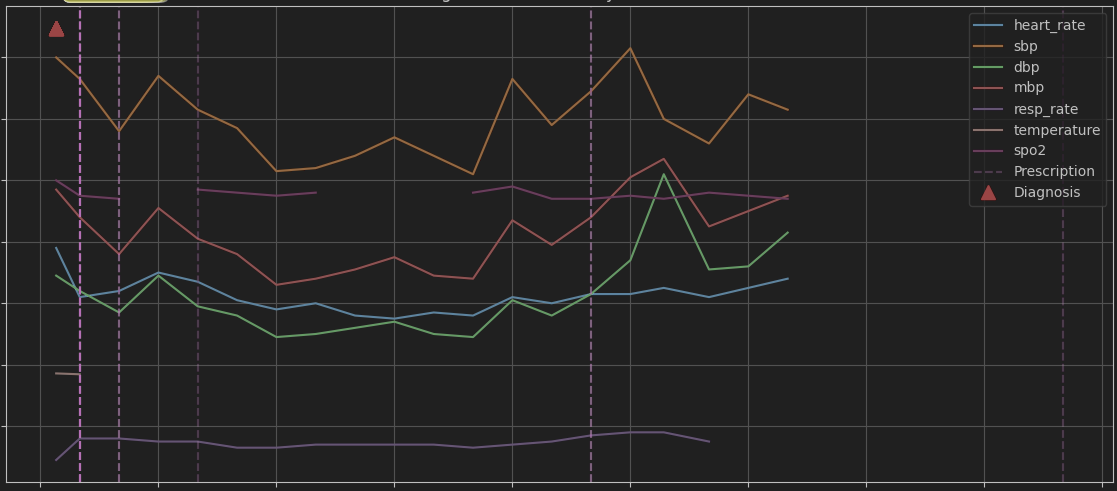 heart_rate
sbp
dbp
mbp
resp_rate
temperature
spo2
Prescription
Diagnosis